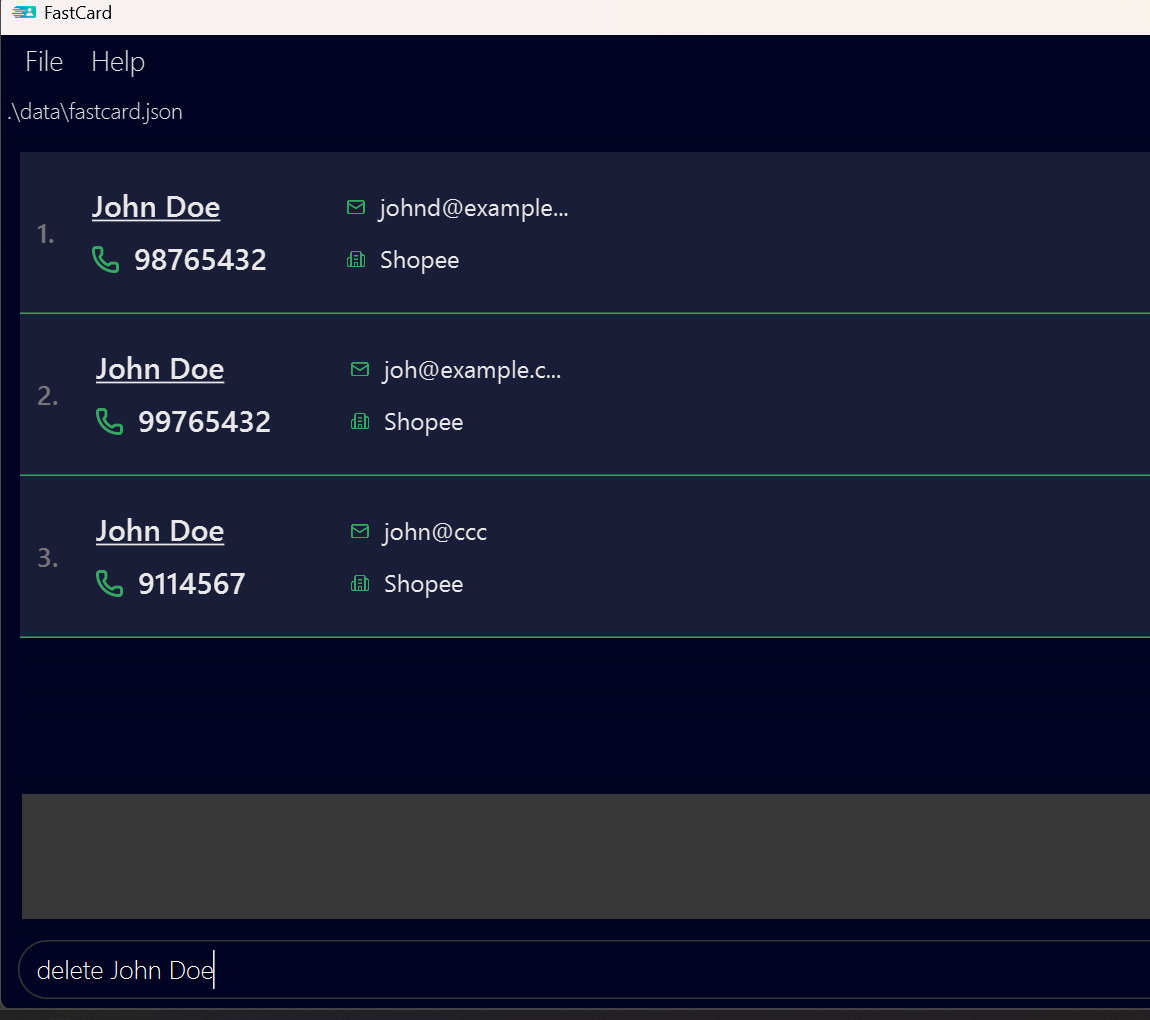 FastCard
File Help
.\data\fastcard.json
1.
John Doe
johnd@example...
98765432
Shopee
2.
John Doe
joh@example.c...
99765432
Shopee
3.
John Doe
john@ccc
9114567
Shopee
delete John Doe